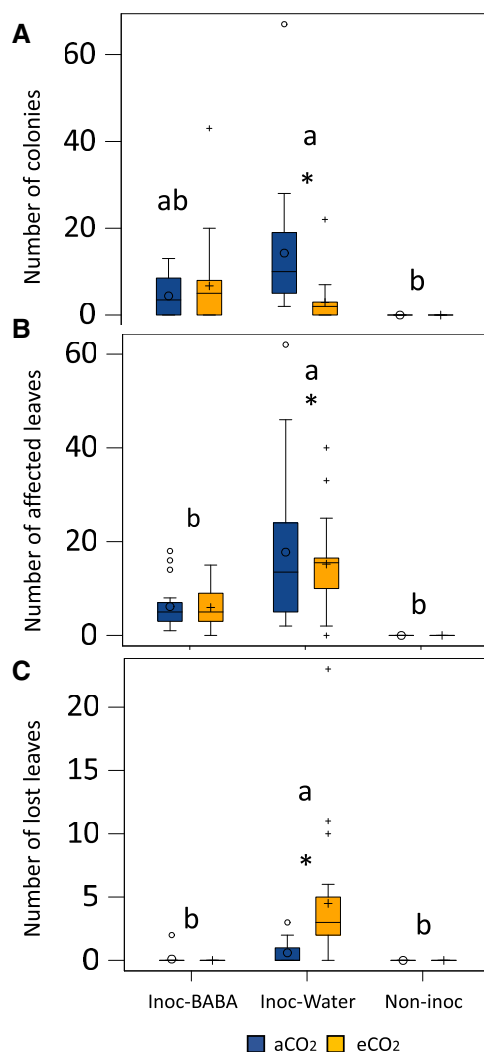 A
Number of colonies
60
40
20
0
ab
a
*
b
B
Number of affected leaves
60
40
20
0
b
a
*
b
C
Number of lost leaves
20
15
10
5
0
b
a
*
b
Inoc-BABA Inoc-Water Non-inoc
aCO2 eCO2